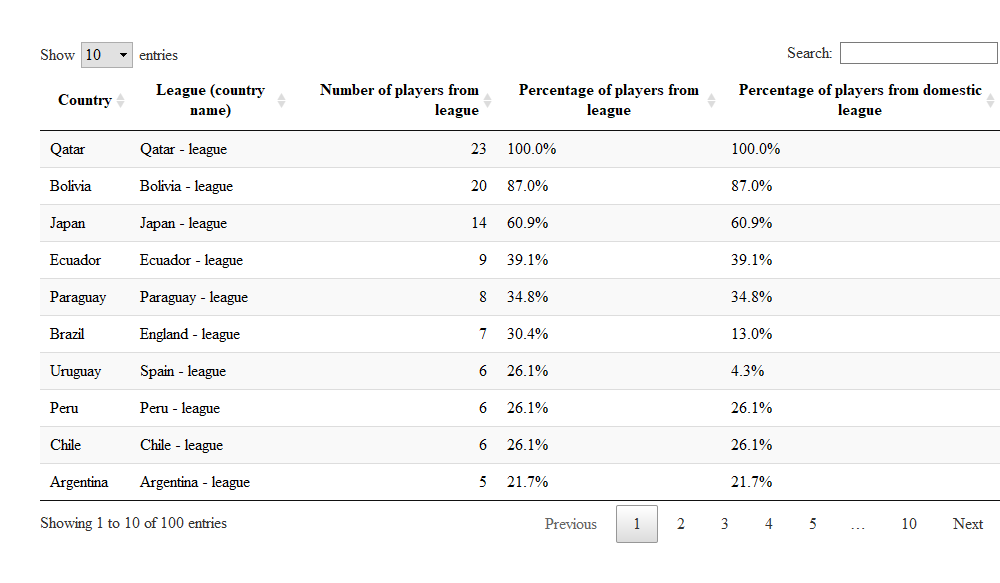 Show 10 entries Search:
Country League (country name) Number of players from league Percentage of players from league Percentage of players from domestic league
Qatar Qatar - league 23 100.0% 100.0%
Bolivia Bolivia - league 20 87.0% 87.0%
Japan Japan - league 14 60.9% 60.9%
Ecuador Ecuador - league 9 39.1% 39.1%
Paraguay Paraguay - league 8 34.8% 34.8%
Brazil England - league 7 30.4% 13.0%
Uruguay Spain - league 6 26.1% 4.3%
Peru Peru - league 6 26.1% 26.1%
Chile Chile - league 6 26.1% 26.1%
Argentina Argentina - league 5 21.7% 21.7%
Showing 1 to 10 of 100 entries Previous 1 2 3 4 5 … 10 Next